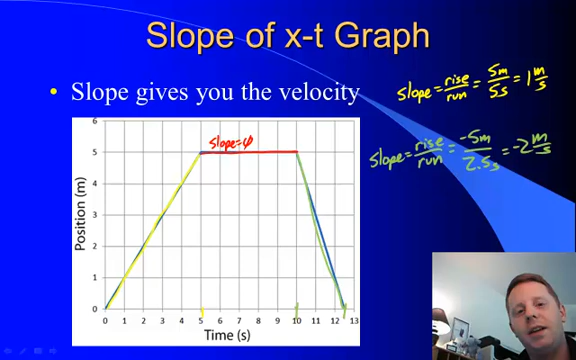 Slope of x-t Graph
• Slope gives you the velocity
slope = rise/run = 5m/5s = 1 m/s
slope = rise/run = -5m/2.5s = -2 m/s
slope = φ
6
5
4
3
2
1
0
Position (m)
0 1 2 3 4 5 6 7 8 9 10 11 12 13
Time (s)